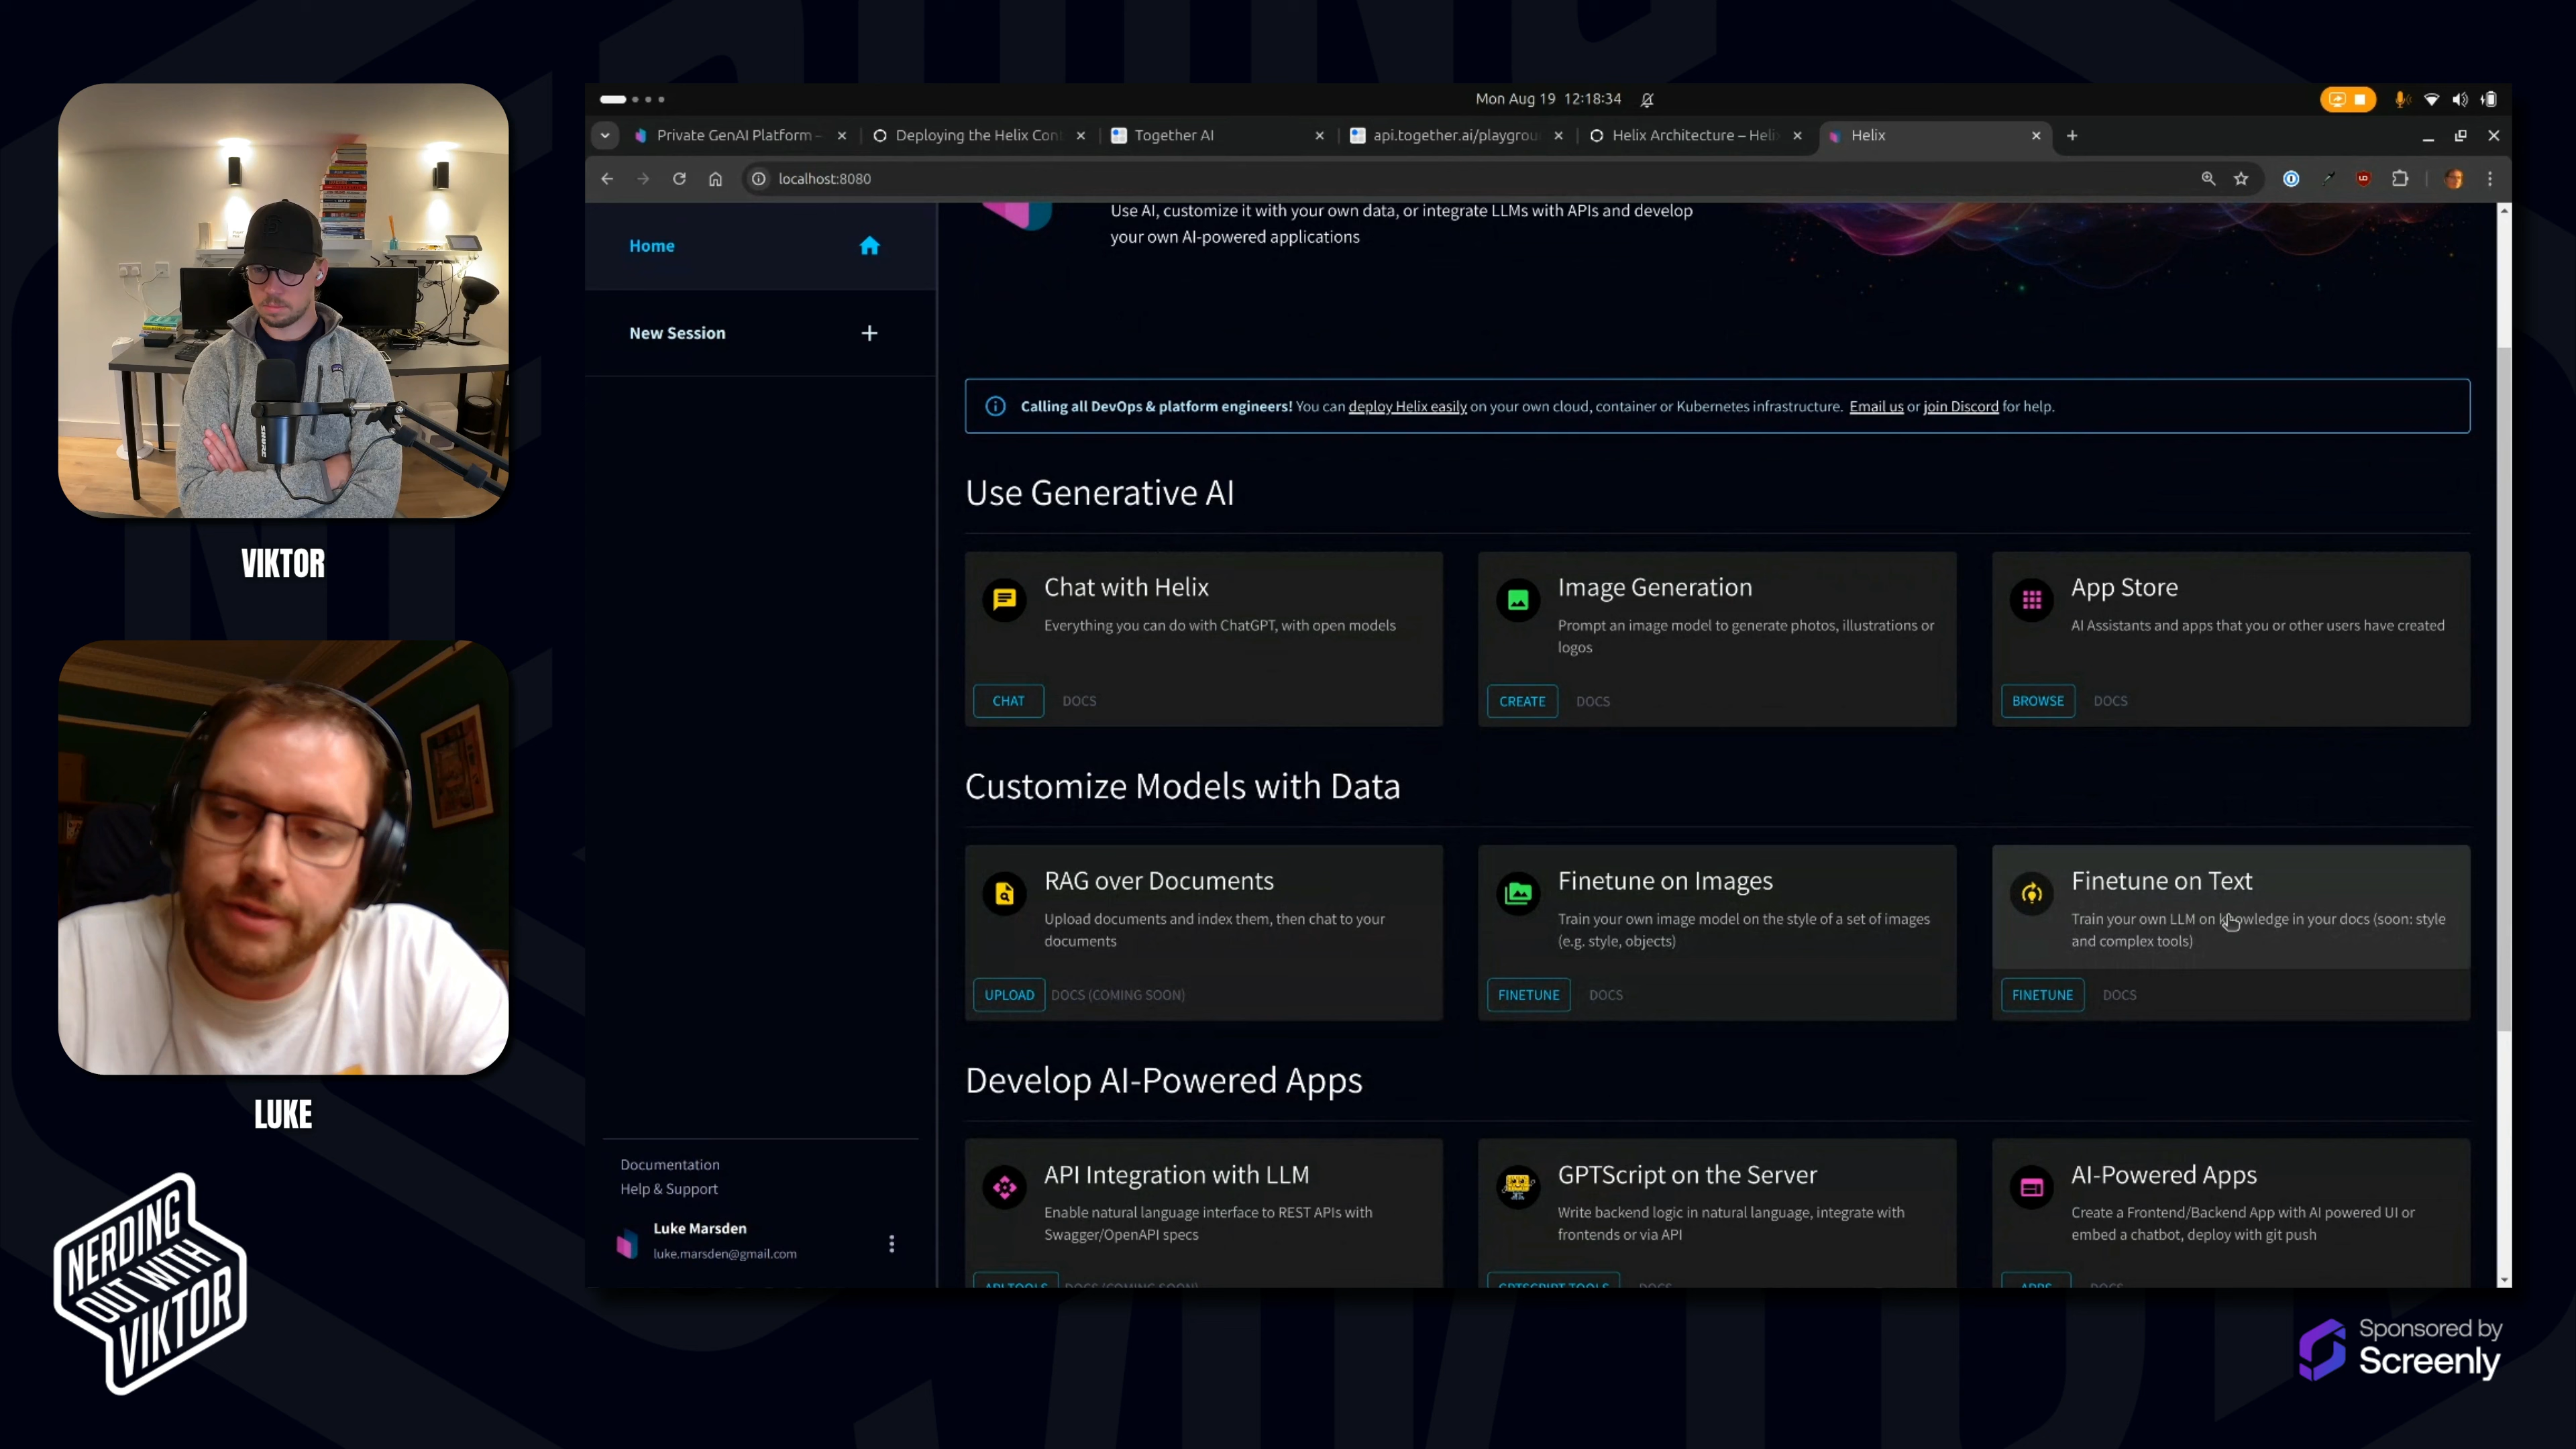 Mon Aug 19 12:18:34
Private GenAI Platform –
Deploying the Helix Con
Together AI
api.together.ai/playgrou
Helix Architecture – Heli
Helix
localhost:8080
Use AI, customize it with your own data, or integrate LLMs with APIs and develop
your own AI-powered applications
Home
New Session
Calling all DevOps & platform engineers! You can deploy Helix easily on your own cloud, container or Kubernetes infrastructure. Email us or join Discord for help.
Use Generative AI
Chat with Helix
Everything you can do with ChatGPT, with open models
CHAT
DOCS
Image Generation
Prompt an image model to generate photos, illustrations or
logos
CREATE
DOCS
App Store
AI Assistants and apps that you or other users have created
BROWSE
DOCS
Customize Models with Data
RAG over Documents
Upload documents and index them, then chat to your
documents
UPLOAD
DOCS (COMING SOON)
Finetune on Images
Train your own image model on the style of a set of images
(e.g. style, objects)
FINETUNE
DOCS
Finetune on Text
Train your own LLM on knowledge in your docs (soon: style
and complex tools)
FINETUNE
DOCS
Develop AI-Powered Apps
API Integration with LLM
Enable natural language interface to REST APIs with
Swagger/OpenAPI specs
API TOOLS
DOCS (COMING SOON)
GPTScript on the Server
Write backend logic in natural language, integrate with
frontends or via API
GPTSCRIPT TOOLS
DOCS
AI-Powered Apps
Create a Frontend/Backend App with AI powered UI or
embed a chatbot, deploy with git push
APPS
DOCS
Documentation
Help & Support
Luke Marsden
luke.marsden@gmail.com
SHURE
VIKTOR
LUKE
NERDING
OUT WITH
VIKTOR
Sponsored by
Screenly